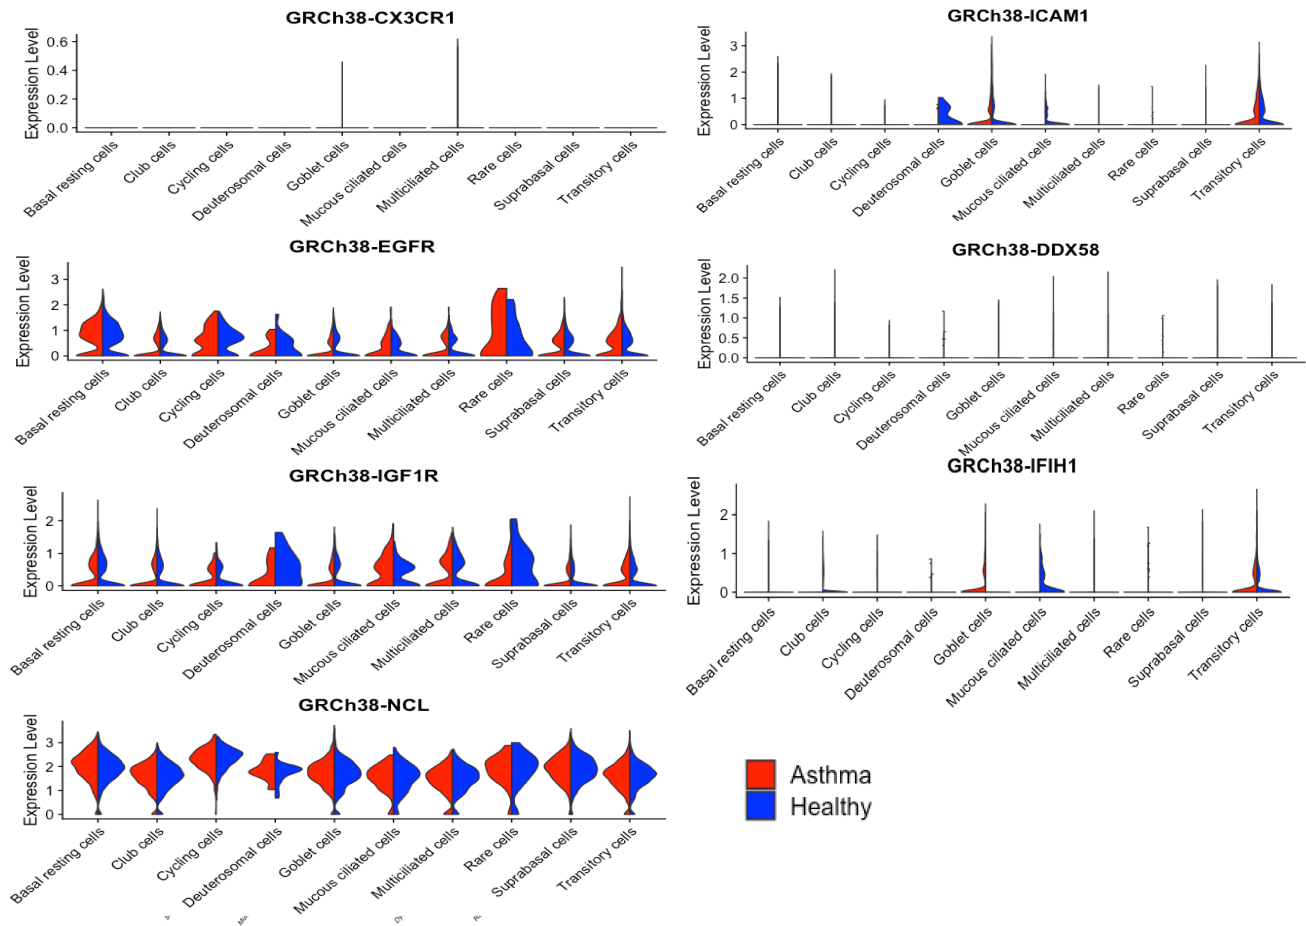 GRCh38-CX3CR1
Expression Level
0.6
0.4
0.2
0.0
Basal resting cells
Club cells
Cycling cells
Deuterosomal cells
Goblet cells
Mucous ciliated cells
Multiciliated cells
Rare cells
Suprabasal cells
Transitory cells
GRCh38-ICAM1
Expression Level
3
2
1
0
Basal resting cells
Club cells
Cycling cells
Deuterosomal cells
Goblet cells
Mucous ciliated cells
Multiciliated cells
Rare cells
Suprabasal cells
Transitory cells
GRCh38-EGFR
Expression Level
3
2
1
0
Basal resting cells
Club cells
Cycling cells
Deuterosomal cells
Goblet cells
Mucous ciliated cells
Multiciliated cells
Rare cells
Suprabasal cells
Transitory cells
GRCh38-DDX58
Expression Level
2.0
1.5
1.0
0.5
0.0
Basal resting cells
Club cells
Cycling cells
Deuterosomal cells
Goblet cells
Mucous ciliated cells
Multiciliated cells
Rare cells
Suprabasal cells
Transitory cells
GRCh38-IGF1R
Expression Level
2
1
0
Basal resting cells
Club cells
Cycling cells
Deuterosomal cells
Goblet cells
Mucous ciliated cells
Multiciliated cells
Rare cells
Suprabasal cells
Transitory cells
GRCh38-IFIH1
Expression Level
2
1
0
Basal resting cells
Club cells
Cycling cells
Deuterosomal cells
Goblet cells
Mucous ciliated cells
Multiciliated cells
Rare cells
Suprabasal cells
Transitory cells
GRCh38-NCL
Expression Level
3
2
1
0
Basal resting cells
Club cells
Cycling cells
Deuterosomal cells
Goblet cells
Mucous ciliated cells
Multiciliated cells
Rare cells
Suprabasal cells
Transitory cells
Asthma
Healthy